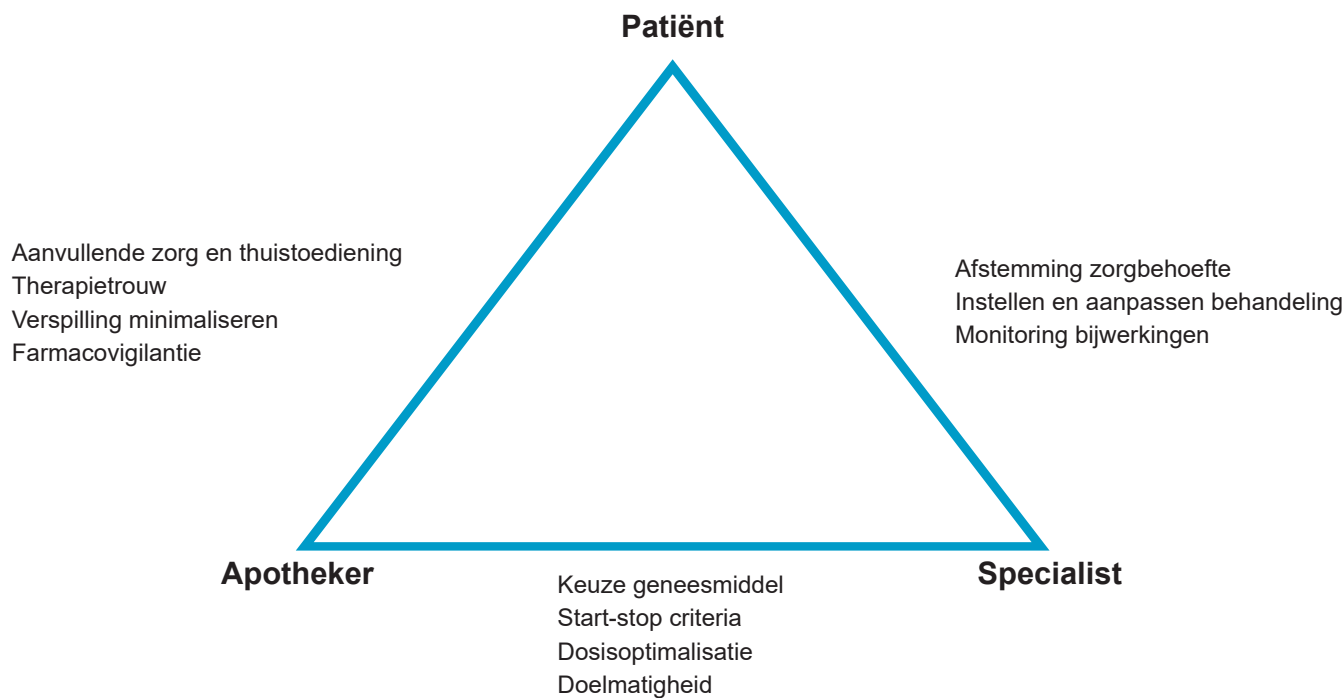 Patiënt
Aanvullende zorg en thuistoediening
Therapietrouw
Verspilling minimaliseren
Farmacovigilantie
Afstemming zorgbehoefte
Instellen en aanpassen behandeling
Monitoring bijwerkingen
Apotheker
Specialist
Keuze geneesmiddel
Start-stop criteria
Dosisoptimalisatie
Doelmatigheid